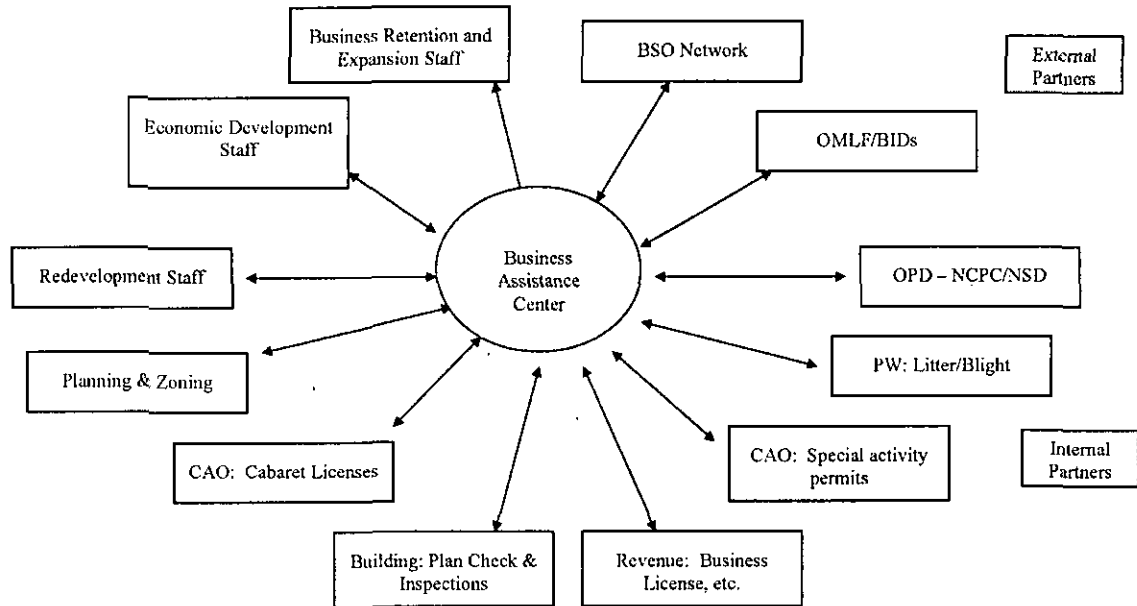 Business Retention and
Expansion Staff
BSO Network
External
Partners
Economic Development
Staff
OMLF/BIDs
Business
Assistance
Center
Redevelopment Staff
OPD – NCPC/NSD
Planning & Zoning
PW: Litter/Blight
CAO: Cabaret Licenses
CAO: Special activity
permits
Internal
Partners
Building: Plan Check &
Inspections
Revenue: Business
License, etc.